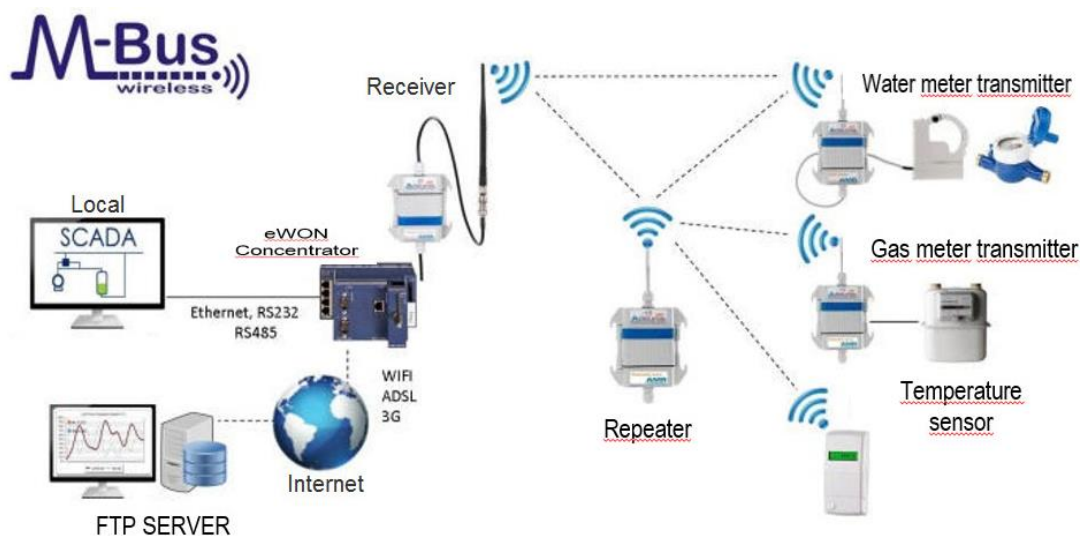 M-Bus
wireless
Receiver
Water meter transmitter
Local
SCADA
eWON
Concentrator
Gas meter transmitter
Ethernet, RS232
RS485
WIFI
ADSL
3G
Temperature
sensor
Repeater
Internet
FTP SERVER